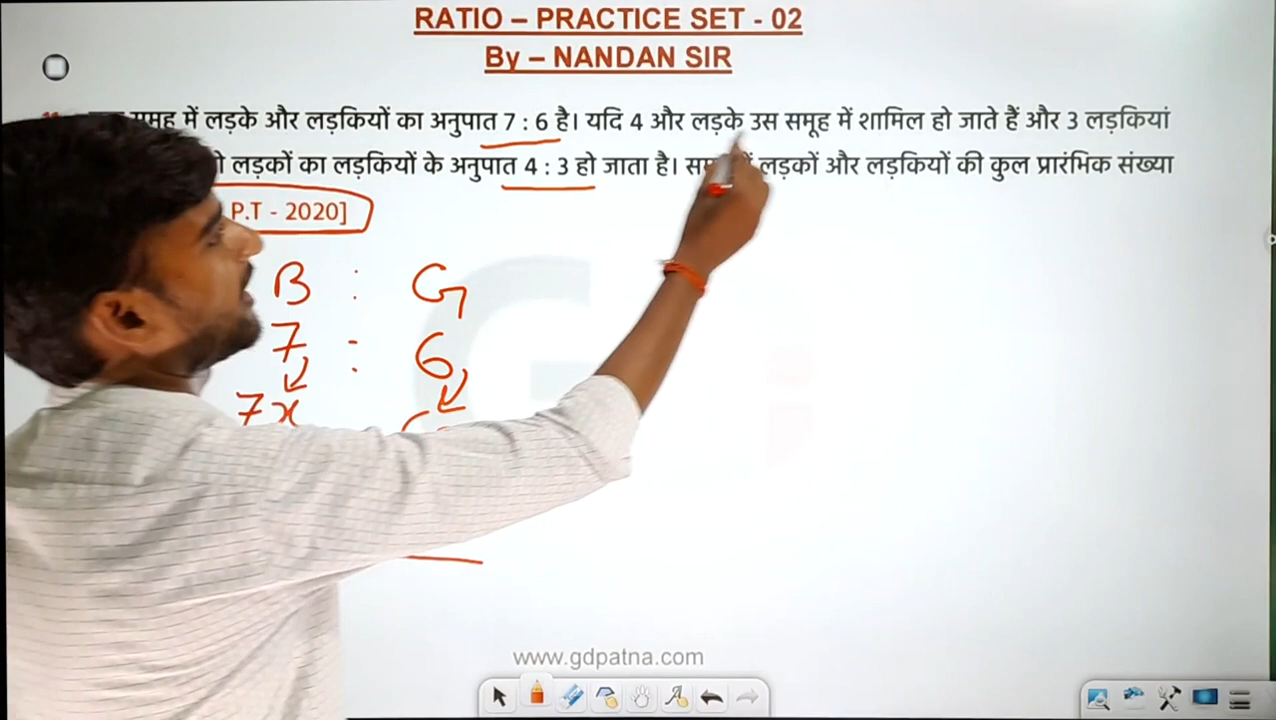 RATIO – PRACTICE SET - 02
By – NANDAN SIR
समूह में लड़के और लड़कियों का अनुपात 7 : 6 है। यदि 4 और लड़के उस समूह में शामिल हो जाते हैं और 3 लड़कियां
लड़कों का लड़कियों के अनुपात 4 : 3 हो जाता है। लड़कों और लड़कियों की कुल प्रारंभिक संख्या
P.T - 2020]
B : G
7 : 6
7x
www.gdpatna.com